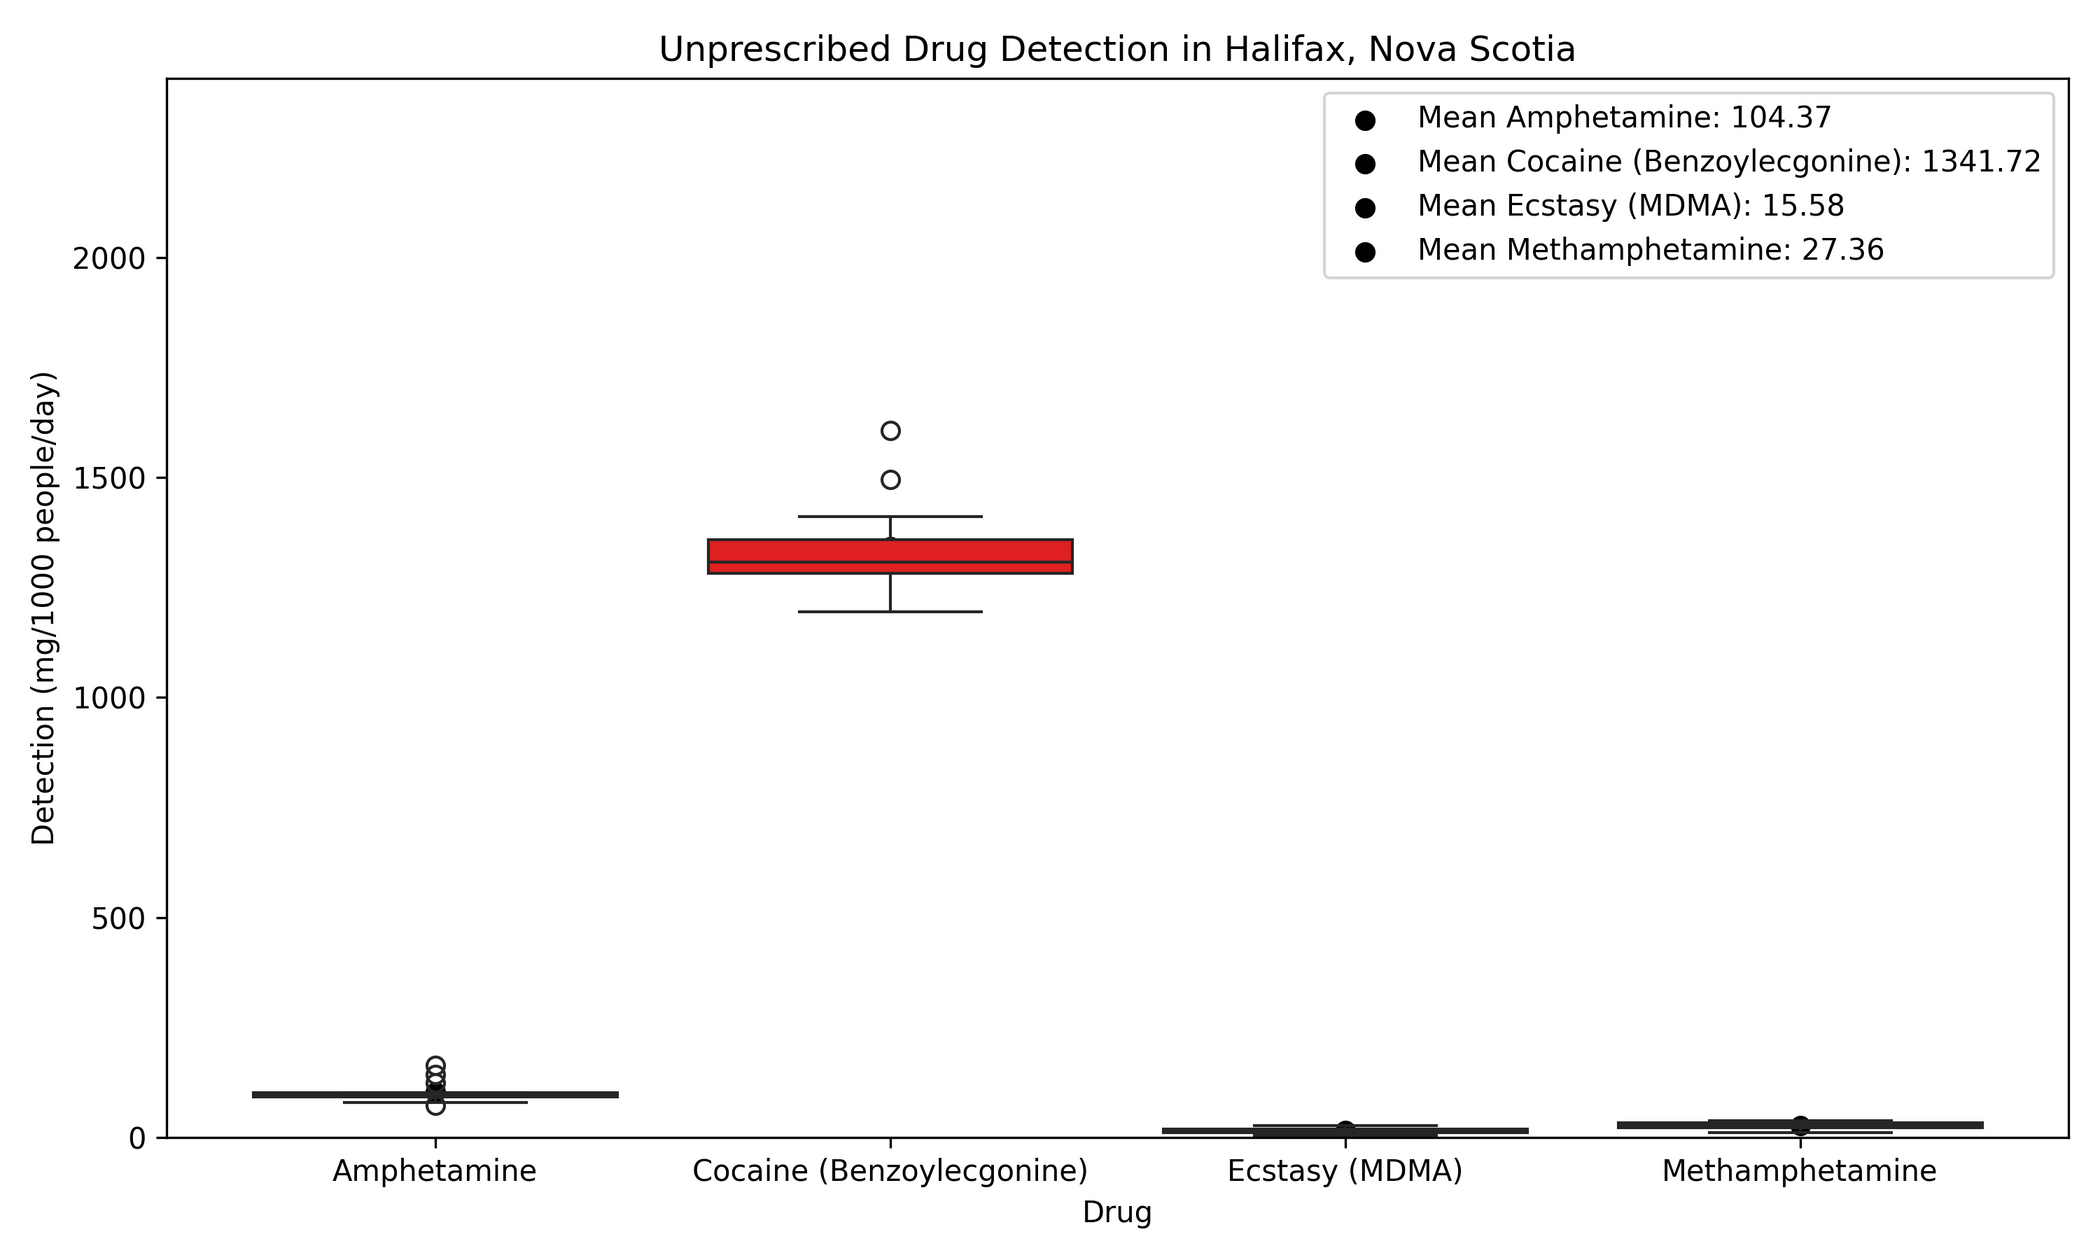 Unprescribed Drug Detection in Halifax, Nova Scotia
Mean Amphetamine: 104.37
Mean Cocaine (Benzoylecgonine): 1341.72
Mean Ecstasy (MDMA): 15.58
Mean Methamphetamine: 27.36
Detection (mg/1000 people/day)
2000
1500
1000
500
0
Amphetamine
Cocaine (Benzoylecgonine)
Ecstasy (MDMA)
Methamphetamine
Drug